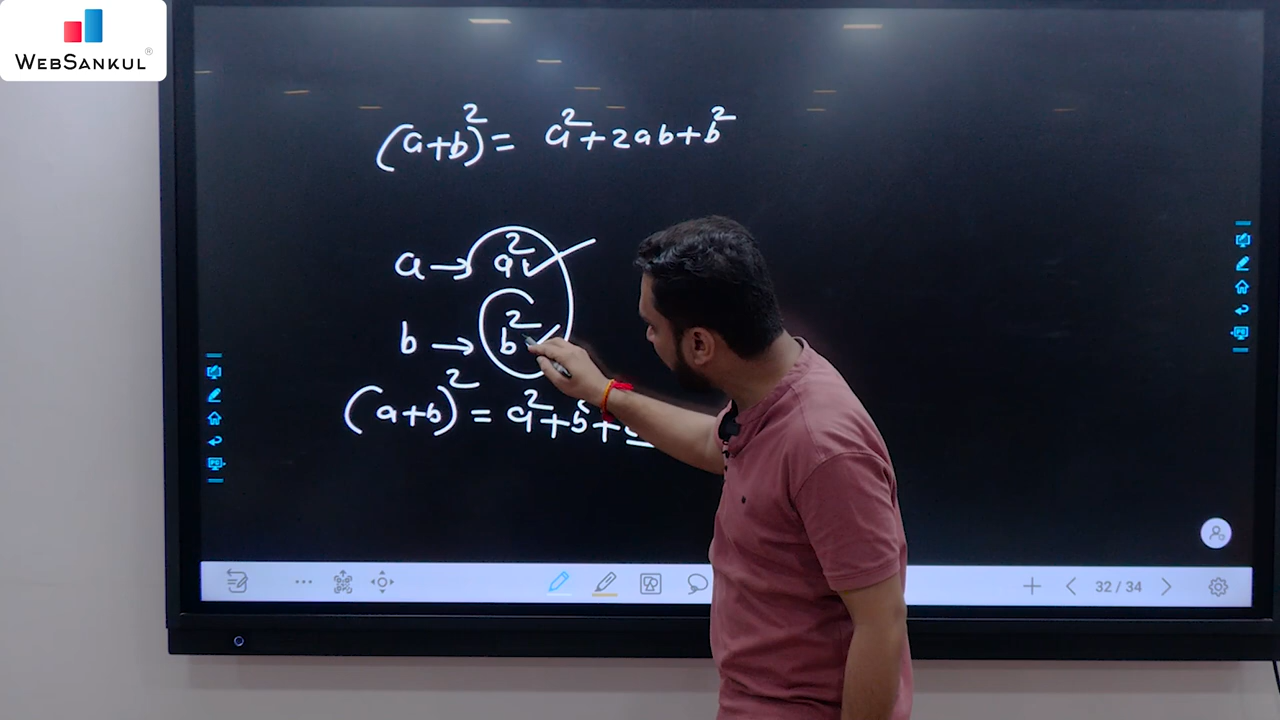 WEBSANKUL®
(a+b)² = a²+2ab+b²
a → a²
b → b²
(a+b)² = a²+b²+
32 / 34